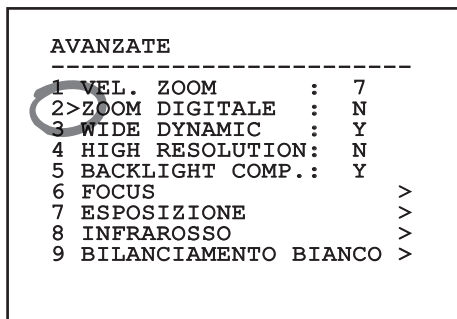 AVANZATE
-------------------------
1 VEL. ZOOM      :  7
2>ZOOM DIGITALE  :  N
3 WIDE DYNAMIC   :  Y
4 HIGH RESOLUTION:  N
5 BACKLIGHT COMP.:  Y
6 FOCUS                 >
7 ESPOSIZIONE           >
8 INFRAROSSO            >
9 BILANCIAMENTO BIANCO >